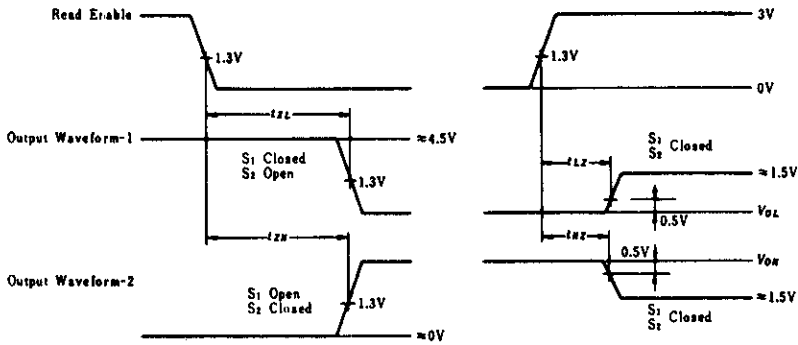 Read Enable
1.3V
1.3V
3V
0V
tZL
Output Waveform-1
≈4.5V
S1 Closed
S2 Open
1.3V
S1
S2 Closed
tLZ
≈1.5V
VOL
0.5V
tZH
tHZ
0.5V
VOH
Output Waveform-2
S1 Open
S2 Closed
1.3V
≈0V
≈1.5V
S1
S2 Closed